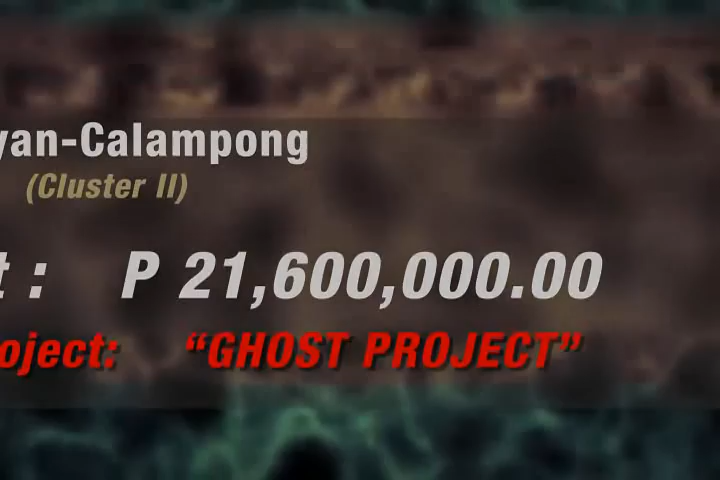 yan-Calampong
(Cluster II)
t : P 21,600,000.00
oject: “GHOST PROJECT”